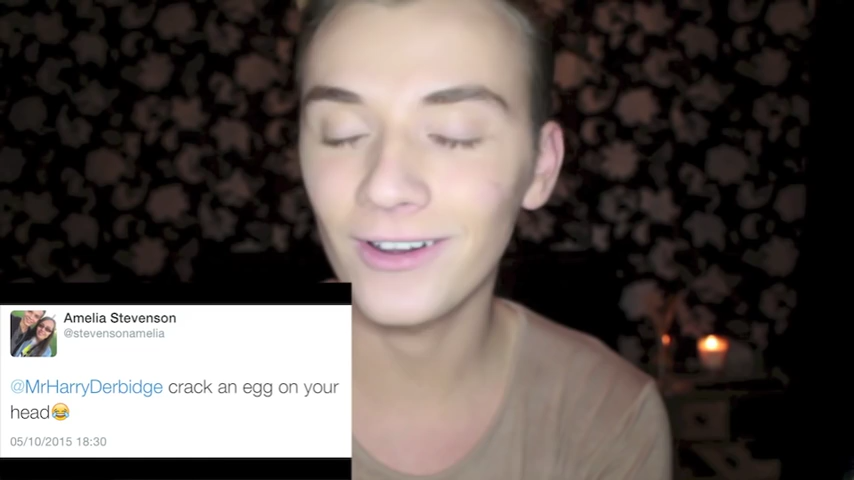 Amelia Stevenson
@stevensonamelia
@MrHarryDerbidge crack an egg on your
head😂
05/10/2015 18:30